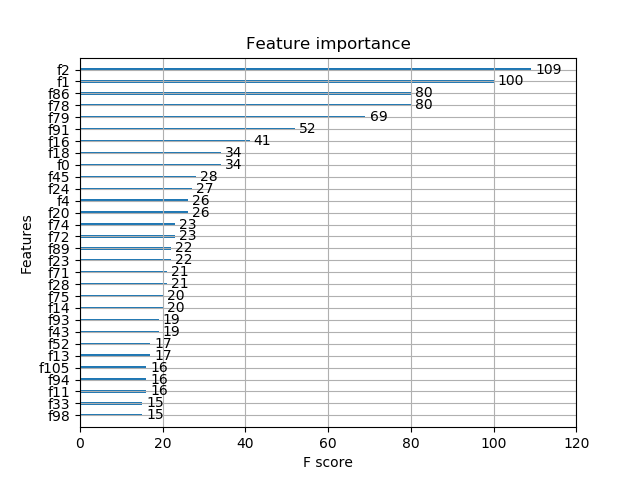 Feature importance
f2 109
f1 100
f86 80
f78 80
f79 69
f91 52
f16 41
f18 34
f0 34
f45 28
f24 27
f4 26
f20 26
f74 23
f72 23
f89 22
f23 22
f71 21
f28 21
f75 20
f14 20
f93 19
f43 19
f52 17
f13 17
f105 16
f94 16
f11 16
f33 15
f98 15
Features
0 20 40 60 80 100 120
F score